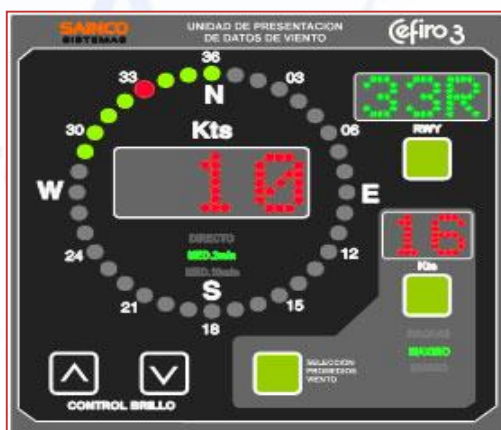 SAINCO
SISTEMAS
UNIDAD DE PRESENTACION
DE DATOS DE VIENTO
Cefiro 3
36
33
03
N
30
Kts
33R
RWY
06
10
W
E
16
Kts
DIRECTO
MED.2min
MED.10min
24
12
S
21
15
18
MAXIMO
SELECCIÓN
PROMEDIOS
VIENTO
CONTROL BRILLO